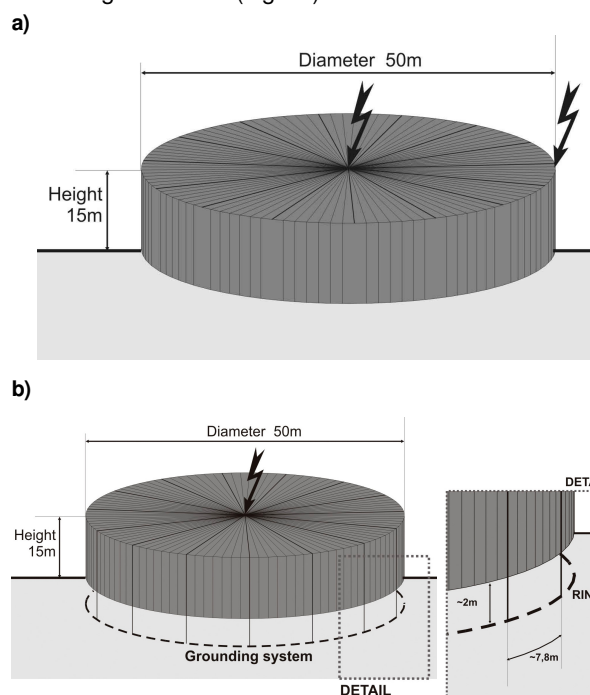 a)
Diameter 50m
Height
15m
b)
Diameter 50m
Height
15m
~2m
~7,8m
Grounding system
DETAIL